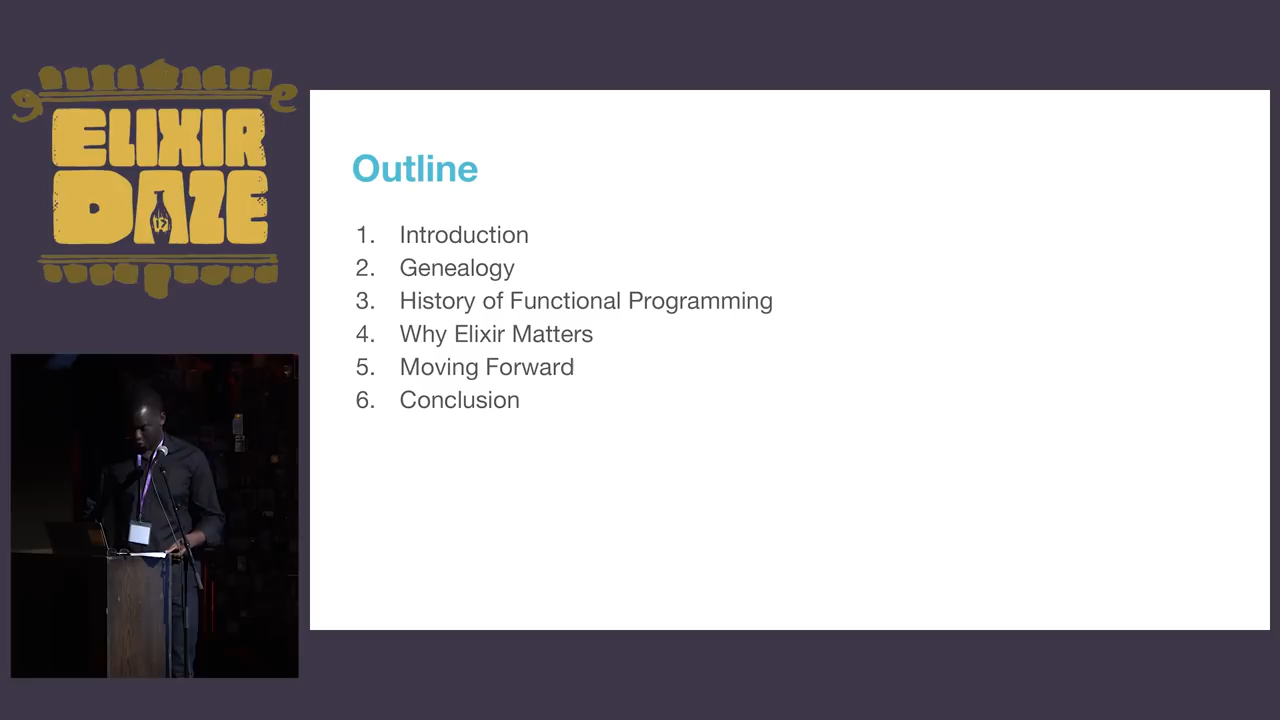 ELIXIR
DAZE
Outline
1. Introduction
2. Genealogy
3. History of Functional Programming
4. Why Elixir Matters
5. Moving Forward
6. Conclusion